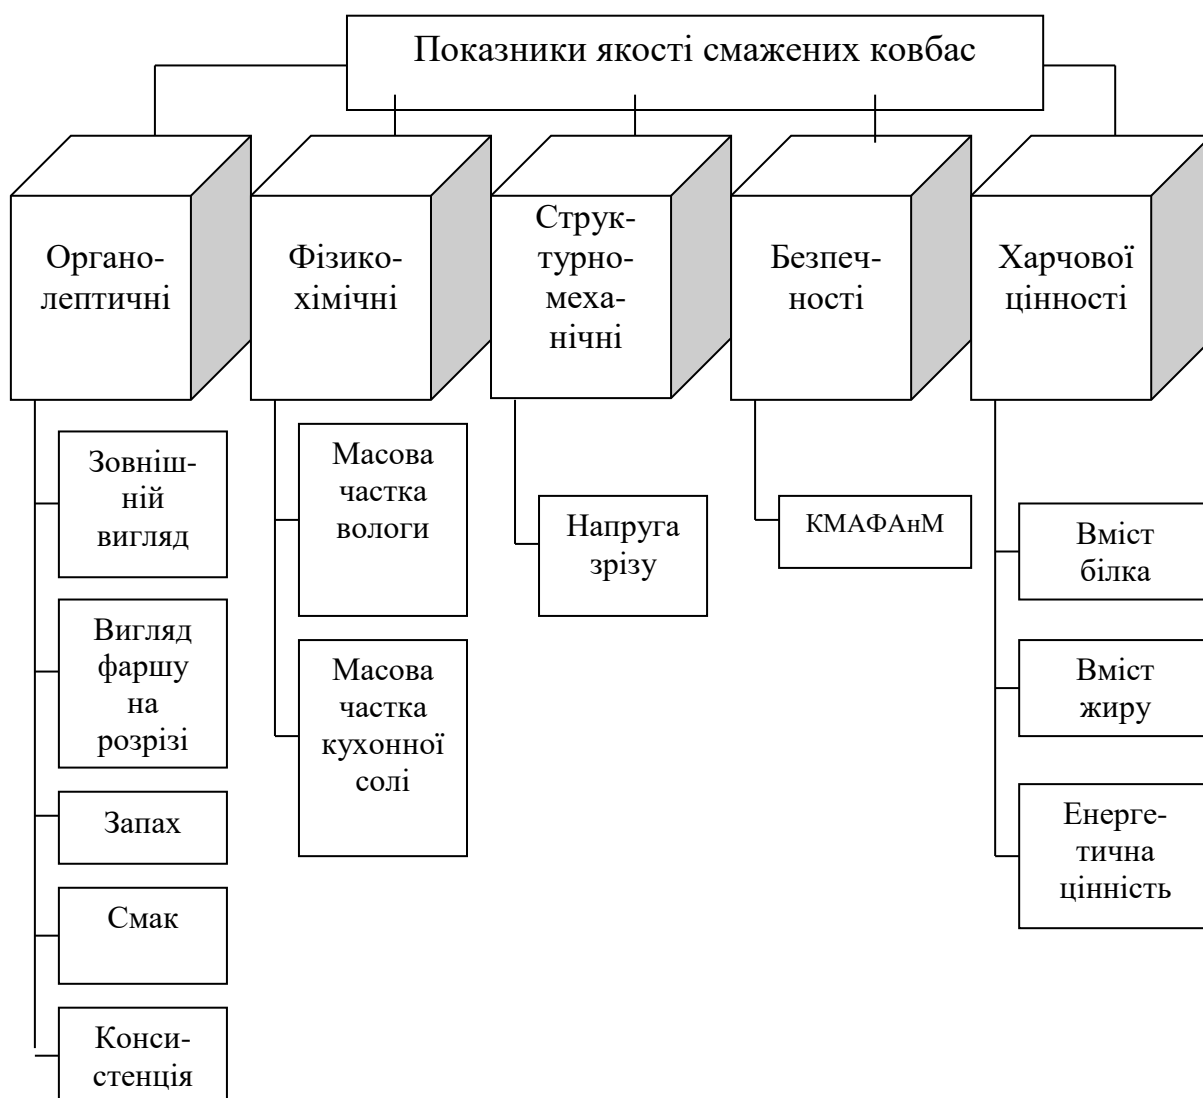 Показники якості смажених ковбас
Органо-
лептичні
Фізико-
хімічні
Струк-
турно-
меха-
нічні
Безпеч-
ності
Харчової
цінності
Зовніш-
ній
вигляд
Вигляд
фаршу
на
розрізі
Запах
Смак
Конси-
стенція
Масова
частка
вологи
Масова
частка
кухонної
солі
Напруга
зрізу
КМАФАнМ
Вміст
білка
Вміст
жиру
Енерге-
тична
цінність